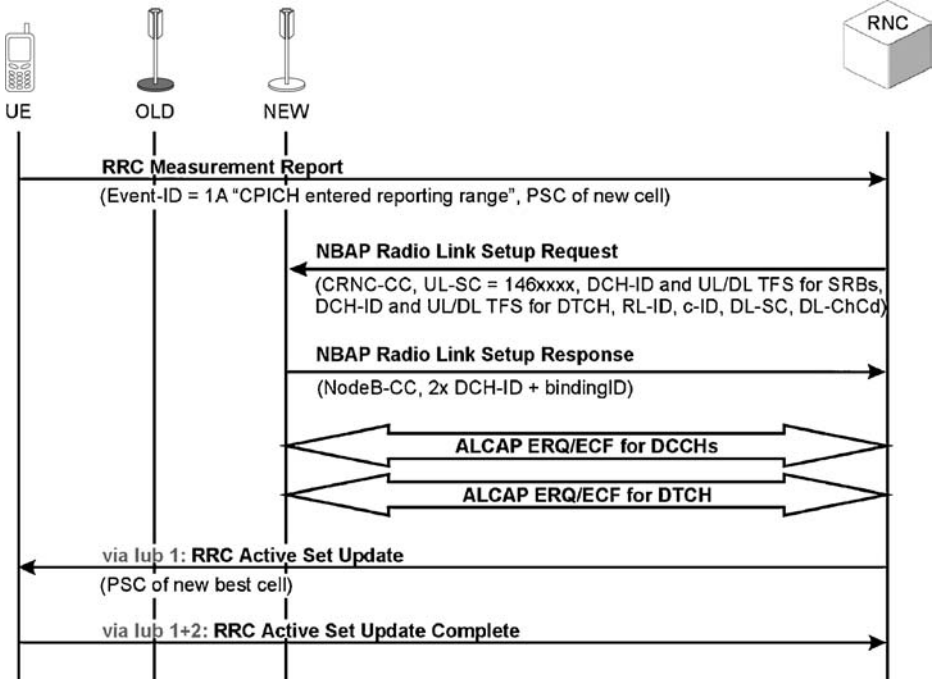 RNC
UE
OLD
NEW
RRC Measurement Report
(Event-ID = 1A “CPICH entered reporting range”, PSC of new cell)
NBAP Radio Link Setup Request
(CRNC-CC, UL-SC = 146xxxx, DCH-ID and UL/DL TFS for SRBs,
DCH-ID and UL/DL TFS for DTCH, RL-ID, c-ID, DL-SC, DL-ChCd)
NBAP Radio Link Setup Response
(NodeB-CC, 2x DCH-ID + bindingID)
ALCAP ERQ/ECF for DCCHs
ALCAP ERQ/ECF for DTCH
via Iub 1: RRC Active Set Update
(PSC of new best cell)
via Iub 1+2: RRC Active Set Update Complete